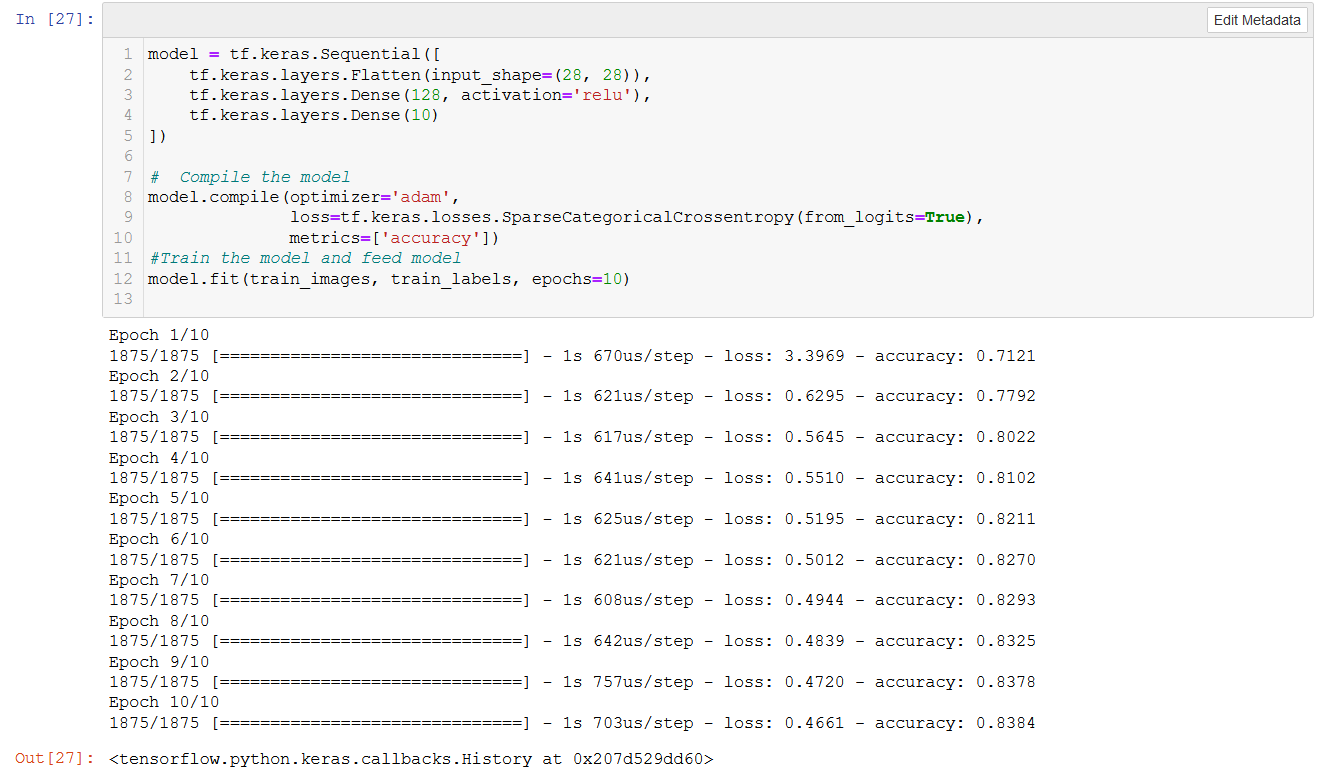 In [27]:
Edit Metadata
1 model = tf.keras.Sequential([
2     tf.keras.layers.Flatten(input_shape=(28, 28)),
3     tf.keras.layers.Dense(128, activation='relu'),
4     tf.keras.layers.Dense(10)
5 ])
6
7 #  Compile the model
8 model.compile(optimizer='adam',
9               loss=tf.keras.losses.SparseCategoricalCrossentropy(from_logits=True),
10               metrics=['accuracy'])
11 #Train the model and feed model
12 model.fit(train_images, train_labels, epochs=10)
13
Epoch 1/10
1875/1875 [==============================] - 1s 670us/step - loss: 3.3969 - accuracy: 0.7121
Epoch 2/10
1875/1875 [==============================] - 1s 621us/step - loss: 0.6295 - accuracy: 0.7792
Epoch 3/10
1875/1875 [==============================] - 1s 617us/step - loss: 0.5645 - accuracy: 0.8022
Epoch 4/10
1875/1875 [==============================] - 1s 641us/step - loss: 0.5510 - accuracy: 0.8102
Epoch 5/10
1875/1875 [==============================] - 1s 625us/step - loss: 0.5195 - accuracy: 0.8211
Epoch 6/10
1875/1875 [==============================] - 1s 621us/step - loss: 0.5012 - accuracy: 0.8270
Epoch 7/10
1875/1875 [==============================] - 1s 608us/step - loss: 0.4944 - accuracy: 0.8293
Epoch 8/10
1875/1875 [==============================] - 1s 642us/step - loss: 0.4839 - accuracy: 0.8325
Epoch 9/10
1875/1875 [==============================] - 1s 757us/step - loss: 0.4720 - accuracy: 0.8378
Epoch 10/10
1875/1875 [==============================] - 1s 703us/step - loss: 0.4661 - accuracy: 0.8384
Out[27]: <tensorflow.python.keras.callbacks.History at 0x207d529dd60>